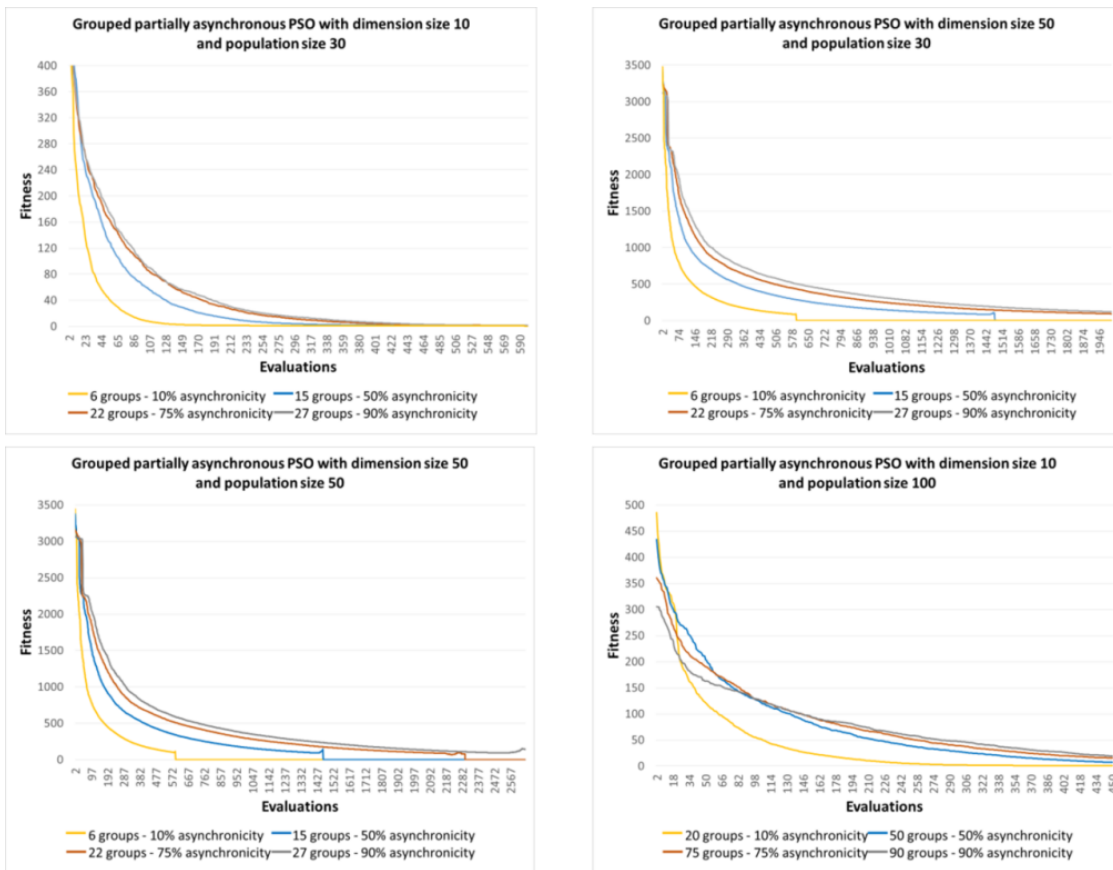 Grouped partially asynchronous PSO with dimension size 10
and population size 30
400
360
320
280
240
200
160
120
80
40
0
Fitness
2 23 44 65 86 107 128 149 170 191 212 233 254 275 296 317 338 359 380 401 422 443 464 485 506 527 548 569 590
Evaluations
6 groups - 10% asynchronicity 15 groups - 50% asynchronicity
22 groups - 75% asynchronicity 27 groups - 90% asynchronicity
Grouped partially asynchronous PSO with dimension size 50
and population size 30
3500
3000
2500
2000
1500
1000
500
0
Fitness
2 74 146 218 290 362 434 506 578 650 722 794 866 938 1010 1082 1154 1226 1298 1370 1442 1514 1586 1658 1730 1802 1874 1946
Evaluations
6 groups - 10% asynchronicity 15 groups - 50% asynchronicity
22 groups - 75% asynchronicity 27 groups - 90% asynchronicity
Grouped partially asynchronous PSO with dimension size 50
and population size 50
3500
3000
2500
2000
1500
1000
500
0
Fitness
2 97 192 287 382 477 572 667 762 857 952 1047 1142 1237 1332 1427 1522 1617 1712 1807 1902 1997 2092 2187 2282 2377 2472 2567
Evaluations
6 groups - 10% asynchronicity 15 groups - 50% asynchronicity
22 groups - 75% asynchronicity 27 groups - 90% asynchronicity
Grouped partially asynchronous PSO with dimension size 10
and population size 100
500
450
400
350
300
250
200
150
100
50
0
Fitness
2 18 34 50 66 82 98 114 130 146 162 178 194 210 226 242 258 274 290 306 322 338 354 370 386 402 418 434 450
Evaluations
20 groups - 10% asynchronicity 50 groups - 50% asynchronicity
75 groups - 75% asynchronicity 90 groups - 90% asynchronicity